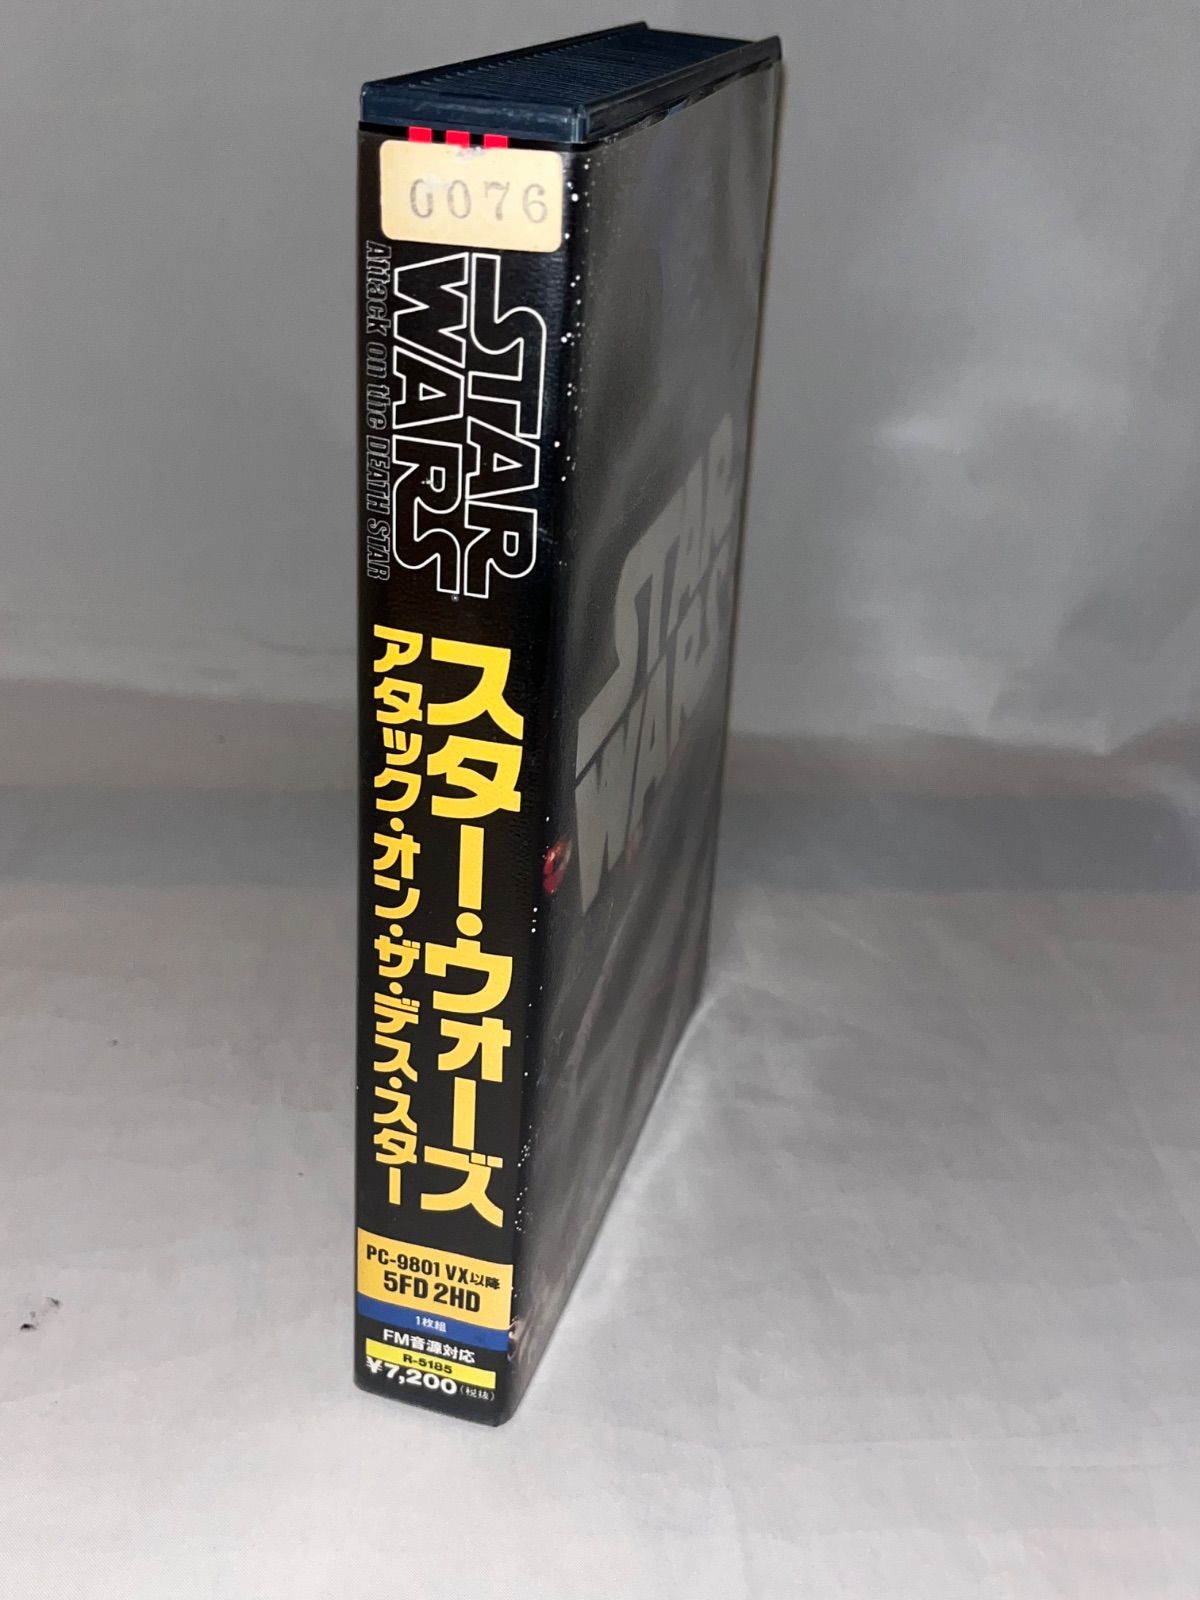 0076
STAR
WARS
Attack on the DEATH STAR
スター・ウォーズ
アタック・オン・ザ・デス・スター
PC-9801 VX以降
5FD 2HD
1枚組
FM音源対応
R-5185
¥7,200(税抜)
STAR
WARS